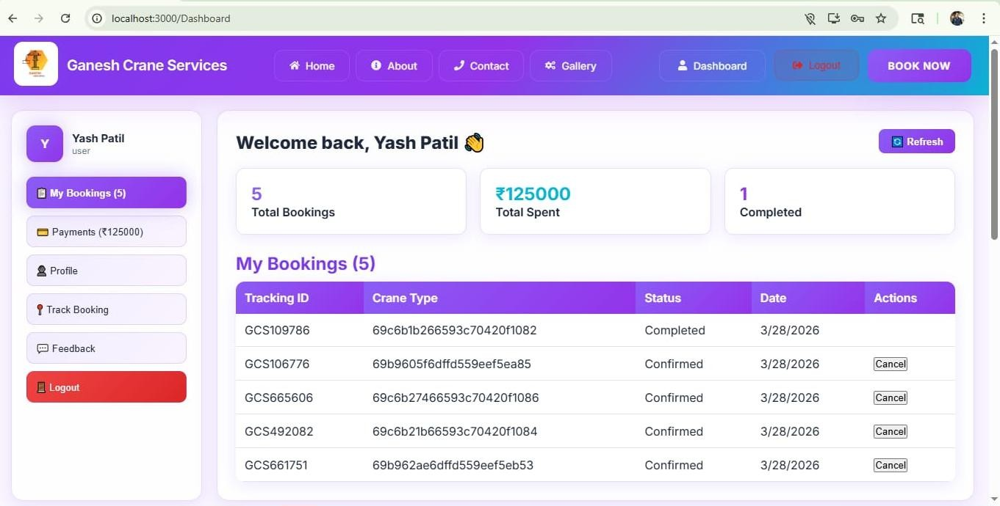 localhost:3000/Dashboard
Ganesh Crane Services
Home
About
Contact
Gallery
Dashboard
Logout
BOOK NOW
Y
Yash Patil
user
My Bookings (5)
Payments (₹125000)
Profile
Track Booking
Feedback
Logout
Welcome back, Yash Patil 👋
Refresh
5
Total Bookings
₹125000
Total Spent
1
Completed
My Bookings (5)
Tracking ID Crane Type Status Date Actions
GCS109786 69c6b1b266593c70420f1082 Completed 3/28/2026
GCS106776 69b9605f6dffd559eef5ea85 Confirmed 3/28/2026 Cancel
GCS665606 69c6b27466593c70420f1086 Confirmed 3/28/2026 Cancel
GCS492082 69c6b21b66593c70420f1084 Confirmed 3/28/2026 Cancel
GCS661751 69b962ae6dffd559eef5eb53 Confirmed 3/28/2026 Cancel